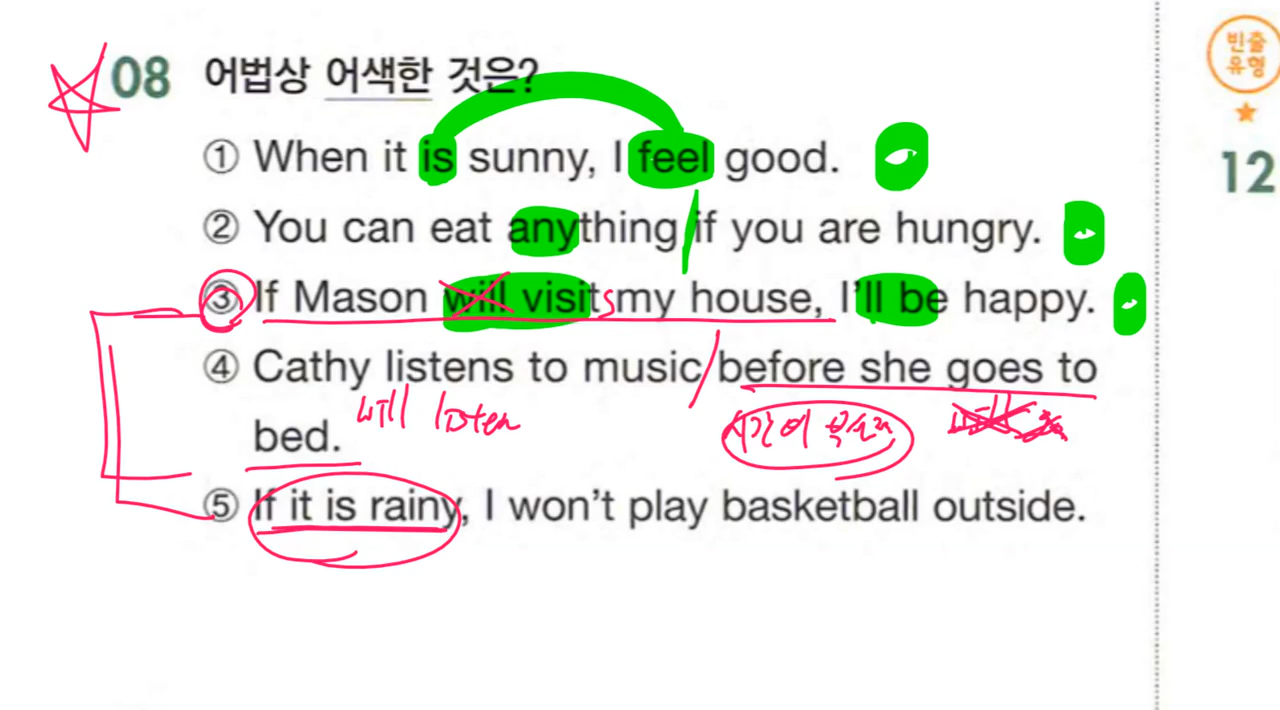 08 어법상 어색한 것은?
① When it is sunny, I feel good.
② You can eat anything if you are hungry.
③ If Mason will visits my house, I'll be happy.
④ Cathy listens to music / before she goes to
will listen
bed.
⑤ If it is rainy, I won't play basketball outside.
빈출
유형
12